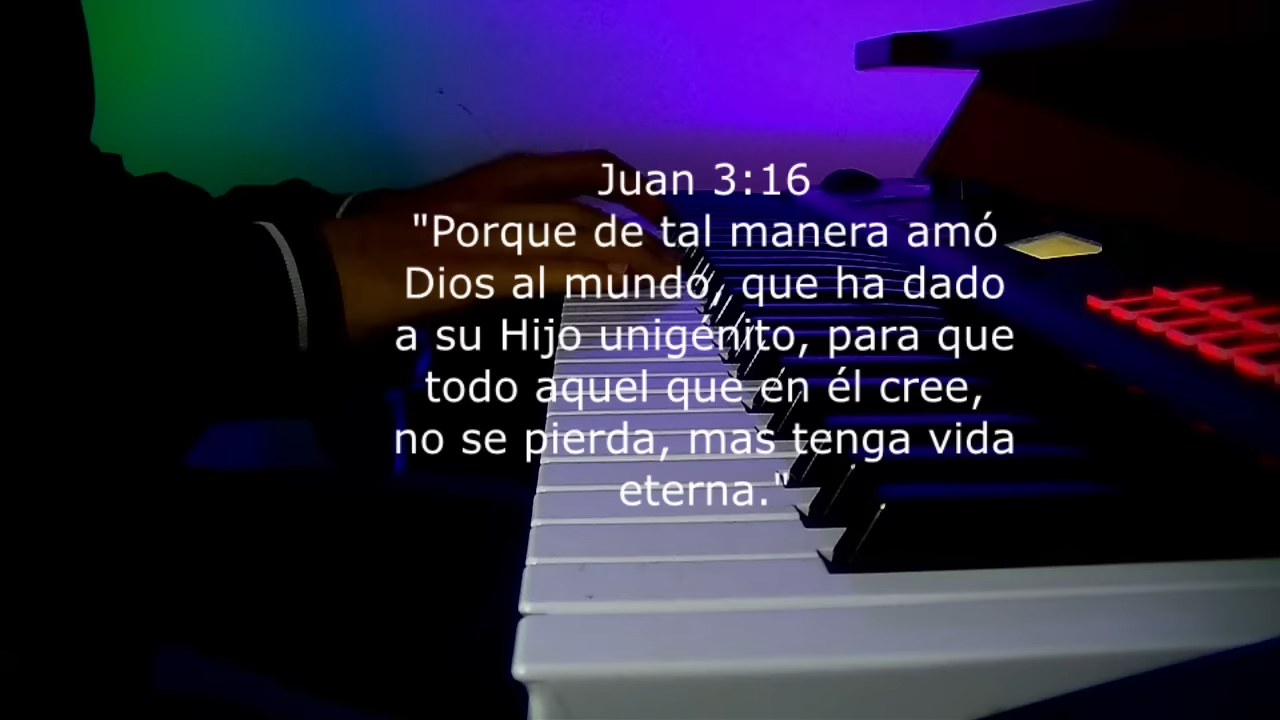 Juan 3:16
"Porque de tal manera amó
Dios al mundo, que ha dado
a su Hijo unigénito, para que
todo aquel que en él cree,
no se pierda, mas tenga vida
eterna."